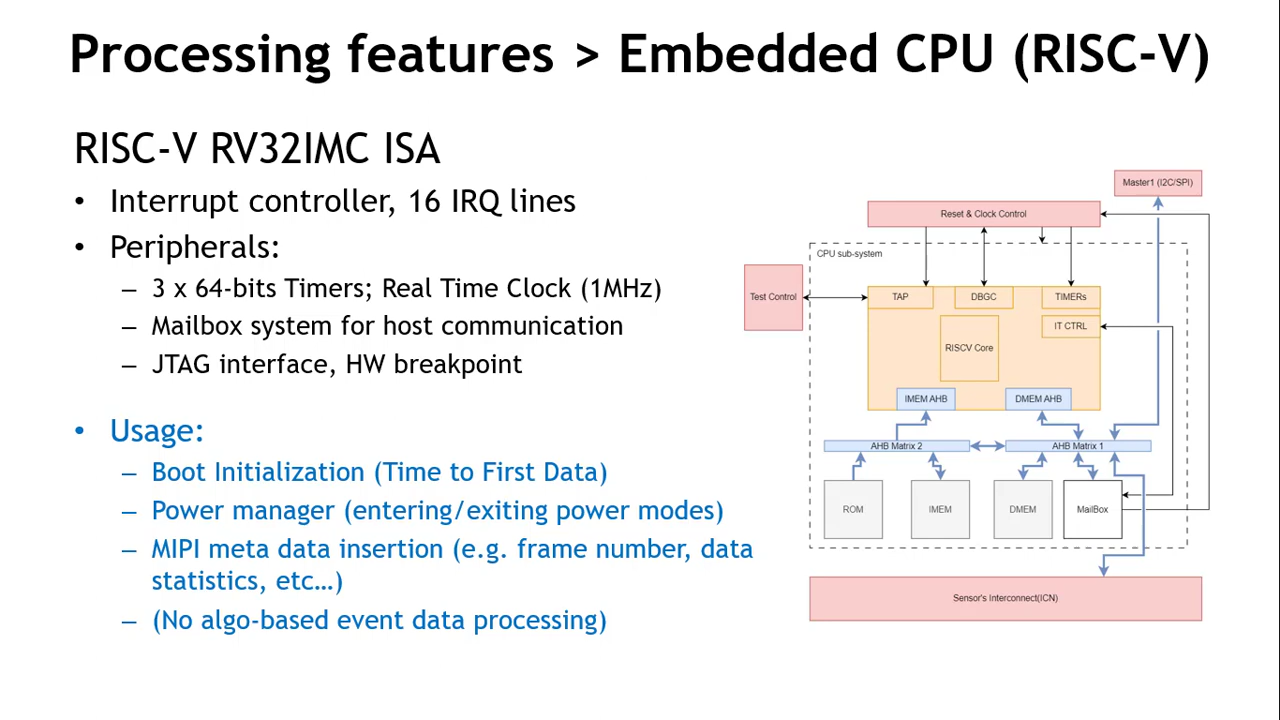 Processing features > Embedded CPU (RISC-V)
RISC-V RV32IMC ISA
• Interrupt controller, 16 IRQ lines
• Peripherals:
– 3 x 64-bits Timers; Real Time Clock (1MHz)
– Mailbox system for host communication
– JTAG interface, HW breakpoint
• Usage:
– Boot Initialization (Time to First Data)
– Power manager (entering/exiting power modes)
– MIPI meta data insertion (e.g. frame number, data
statistics, etc…)
– (No algo-based event data processing)
Master1 (I2C/SPI)
Reset & Clock Control
CPU sub-system
Test Control
TAP
DBGC
TIMERs
IT CTRL
RISCV Core
IMEM AHB
DMEM AHB
AHB Matrix 2
AHB Matrix 1
ROM
IMEM
DMEM
MailBox
Sensor's Interconnect(ICN)